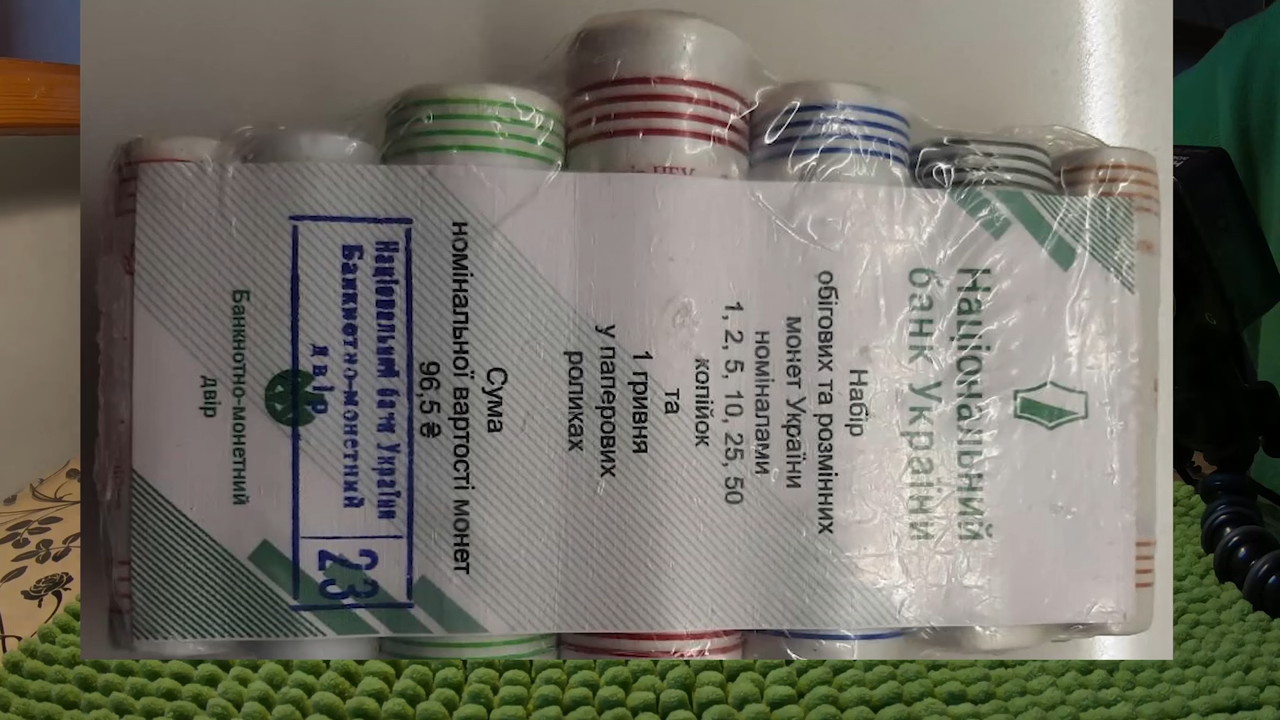 Національний
банк України
Набір
обігових та розмінних
монет України
номіналами
1, 2, 5, 10, 25, 50
копійок
та
1 гривня
у паперових
роликах
Сума
номінальної вартості монет
96,5 ₴
Національний банк України
Банкнотно-монетний
двір
23
Банкнотно-монетний
двір